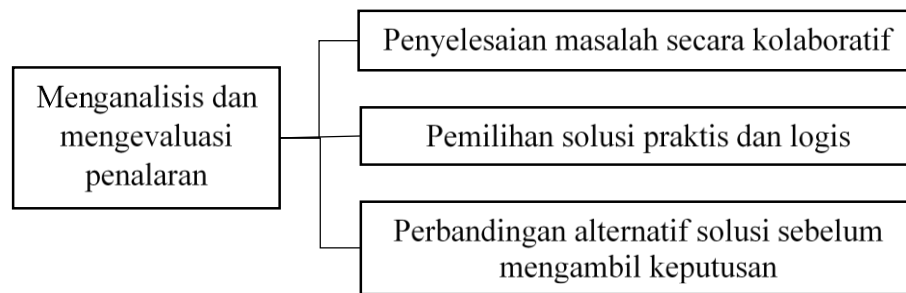 Menganalisis dan
mengevaluasi
penalaran
Penyelesaian masalah secara kolaboratif
Pemilihan solusi praktis dan logis
Perbandingan alternatif solusi sebelum
mengambil keputusan